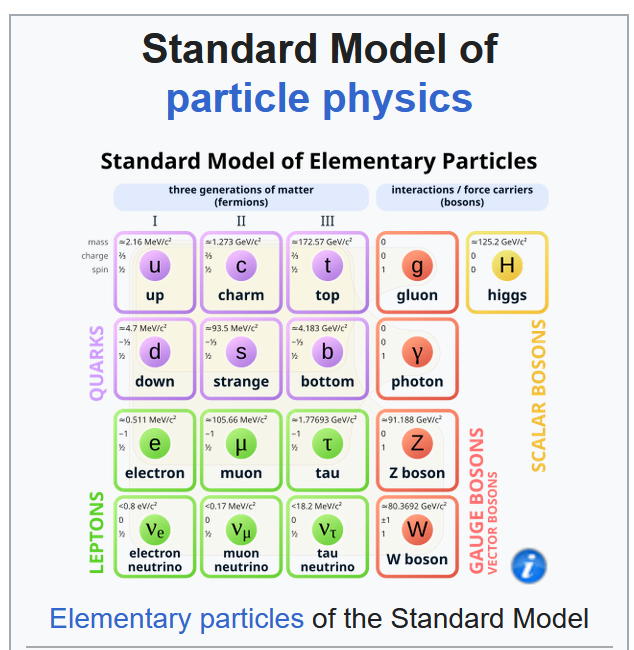 Standard Model of
particle physics
Standard Model of Elementary Particles
three generations of matter
(fermions)
interactions / force carriers
(bosons)
I II III
mass
charge
spin
≈2.16 MeV/c²
⅔
½
u
up
≈1.273 GeV/c²
⅔
½
c
charm
≈172.57 GeV/c²
⅔
½
t
top
0
0
1
g
gluon
≈125.2 GeV/c²
0
0
H
higgs
QUARKS
≈4.7 MeV/c²
−⅓
½
d
down
≈93.5 MeV/c²
−⅓
½
s
strange
≈4.183 GeV/c²
−⅓
½
b
bottom
0
0
1
γ
photon
SCALAR BOSONS
LEPTONS
≈0.511 MeV/c²
−1
½
e
electron
≈105.66 MeV/c²
−1
½
μ
muon
≈1.77693 GeV/c²
−1
½
τ
tau
≈91.188 GeV/c²
0
1
Z
Z boson
GAUGE BOSONS
VECTOR BOSONS
<0.8 eV/c²
0
½
νe
electron
neutrino
<0.17 MeV/c²
0
½
νμ
muon
neutrino
<18.2 MeV/c²
0
½
ντ
tau
neutrino
≈80.3692 GeV/c²
±1
1
W
W boson
i
Elementary particles of the Standard Model